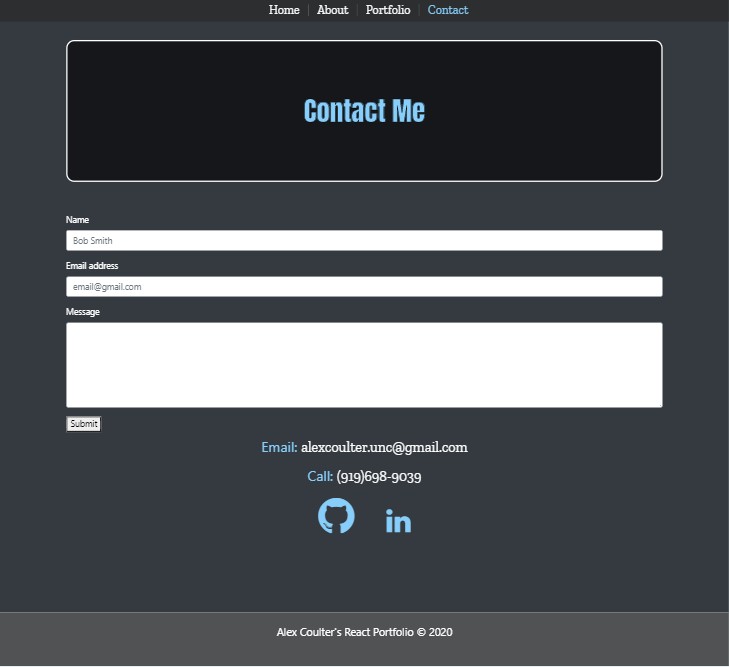 Home About Portfolio Contact
Contact Me
Name
Bob Smith
Email address
email@gmail.com
Message
Submit
Email: alexcoulter.unc@gmail.com
Call: (919)698-9039
in
Alex Coulter's React Portfolio © 2020